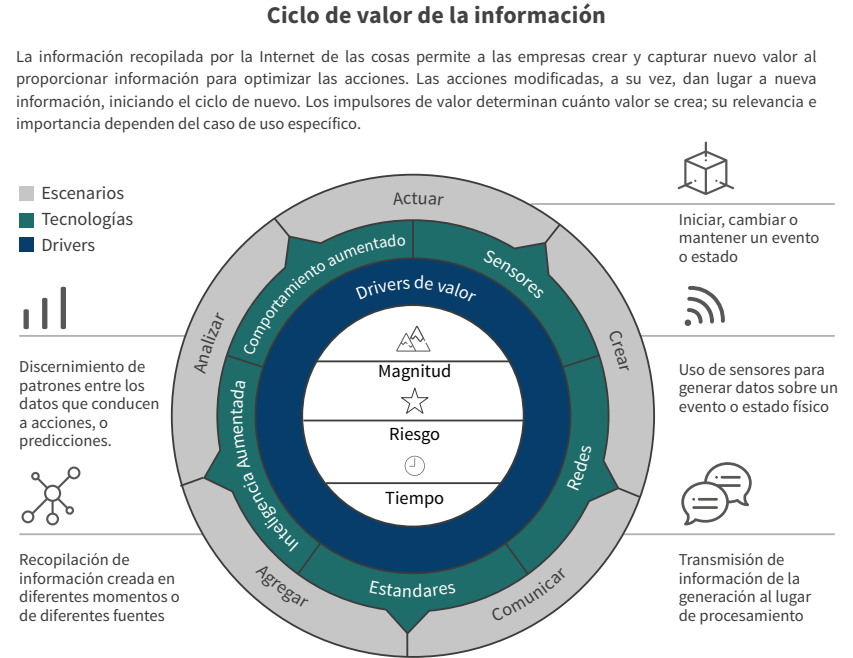 Ciclo de valor de la información
La información recopilada por la Internet de las cosas permite a las empresas crear y capturar nuevo valor al
proporcionar información para optimizar las acciones. Las acciones modificadas, a su vez, dan lugar a nueva
información, iniciando el ciclo de nuevo. Los impulsores de valor determinan cuánto valor se crea; su relevancia e
importancia dependen del caso de uso específico.
Escenarios
Tecnologías
Drivers
Actuar
Iniciar, cambiar o
mantener un evento
o estado
Comportamiento aumentado
Sensores
Drivers de valor
Analizar
Crear
Discernimiento de
patrones entre los
datos que conducen
a acciones, o
predicciones.
Magnitud
Riesgo
Tiempo
Uso de sensores para
generar datos sobre un
evento o estado físico
Inteligencia Aumentada
Redes
Estandares
Agregar
Comunicar
Recopilación de
información creada en
diferentes momentos o
de diferentes fuentes
Transmisión de
información de la
generación al lugar
de procesamiento